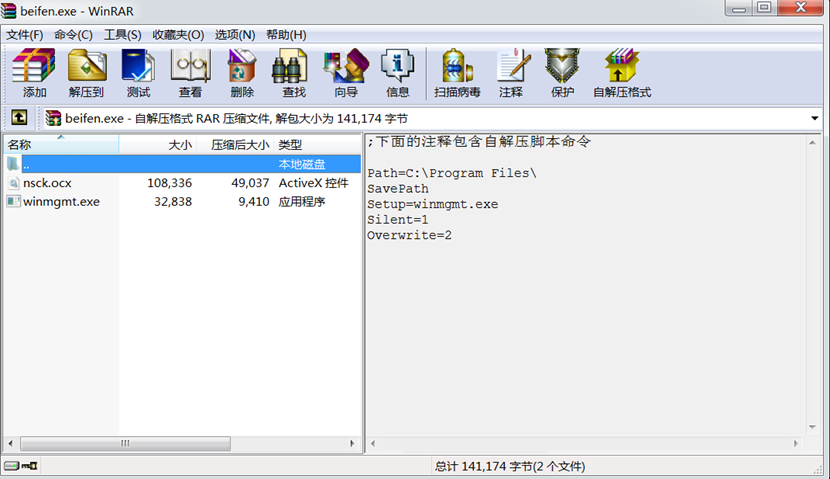 beifen.exe - WinRAR
文件(F) 命令(C) 工具(S) 收藏夹(O) 选项(N) 帮助(H)
添加 解压到 测试 查看 删除 查找 向导 信息 扫描病毒 注释 保护 自解压格式
beifen.exe - 自解压格式 RAR 压缩文件, 解包大小为 141,174 字节
名称 大小 压缩后大小 类型
.. 本地磁盘
nsck.ocx 108,336 49,037 ActiveX 控件
winmgmt.exe 32,838 9,410 应用程序
;下面的注释包含自解压脚本命令
Path=C:\Program Files\
SavePath
Setup=winmgmt.exe
Silent=1
Overwrite=2
总计 141,174 字节(2 个文件)